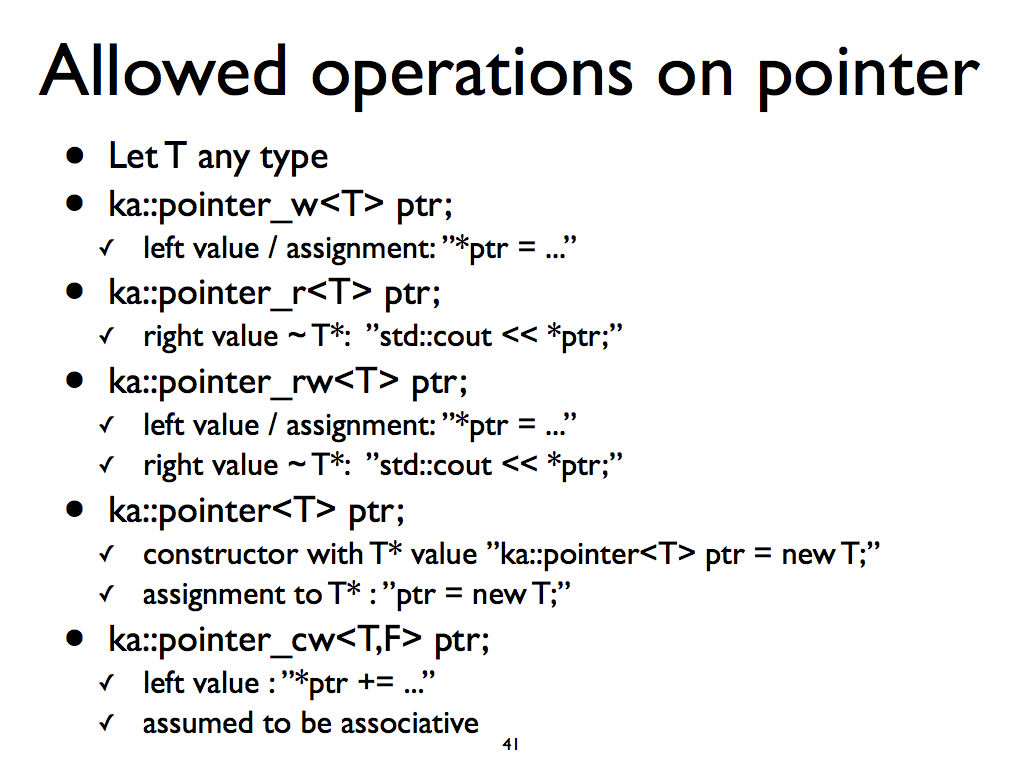 Allowed operations on pointer
• Let T any type
• ka::pointer_w<T> ptr;
✓ left value / assignment: ”*ptr = ...”
• ka::pointer_r<T> ptr;
✓ right value ~ T*: ”std::cout << *ptr;”
• ka::pointer_rw<T> ptr;
✓ left value / assignment: ”*ptr = ...”
✓ right value ~ T*: ”std::cout << *ptr;”
• ka::pointer<T> ptr;
✓ constructor with T* value ”ka::pointer<T> ptr = new T;”
✓ assignment to T* : ”ptr = new T;”
• ka::pointer_cw<T,F> ptr;
✓ left value : ”*ptr += ...”
✓ assumed to be associative
41